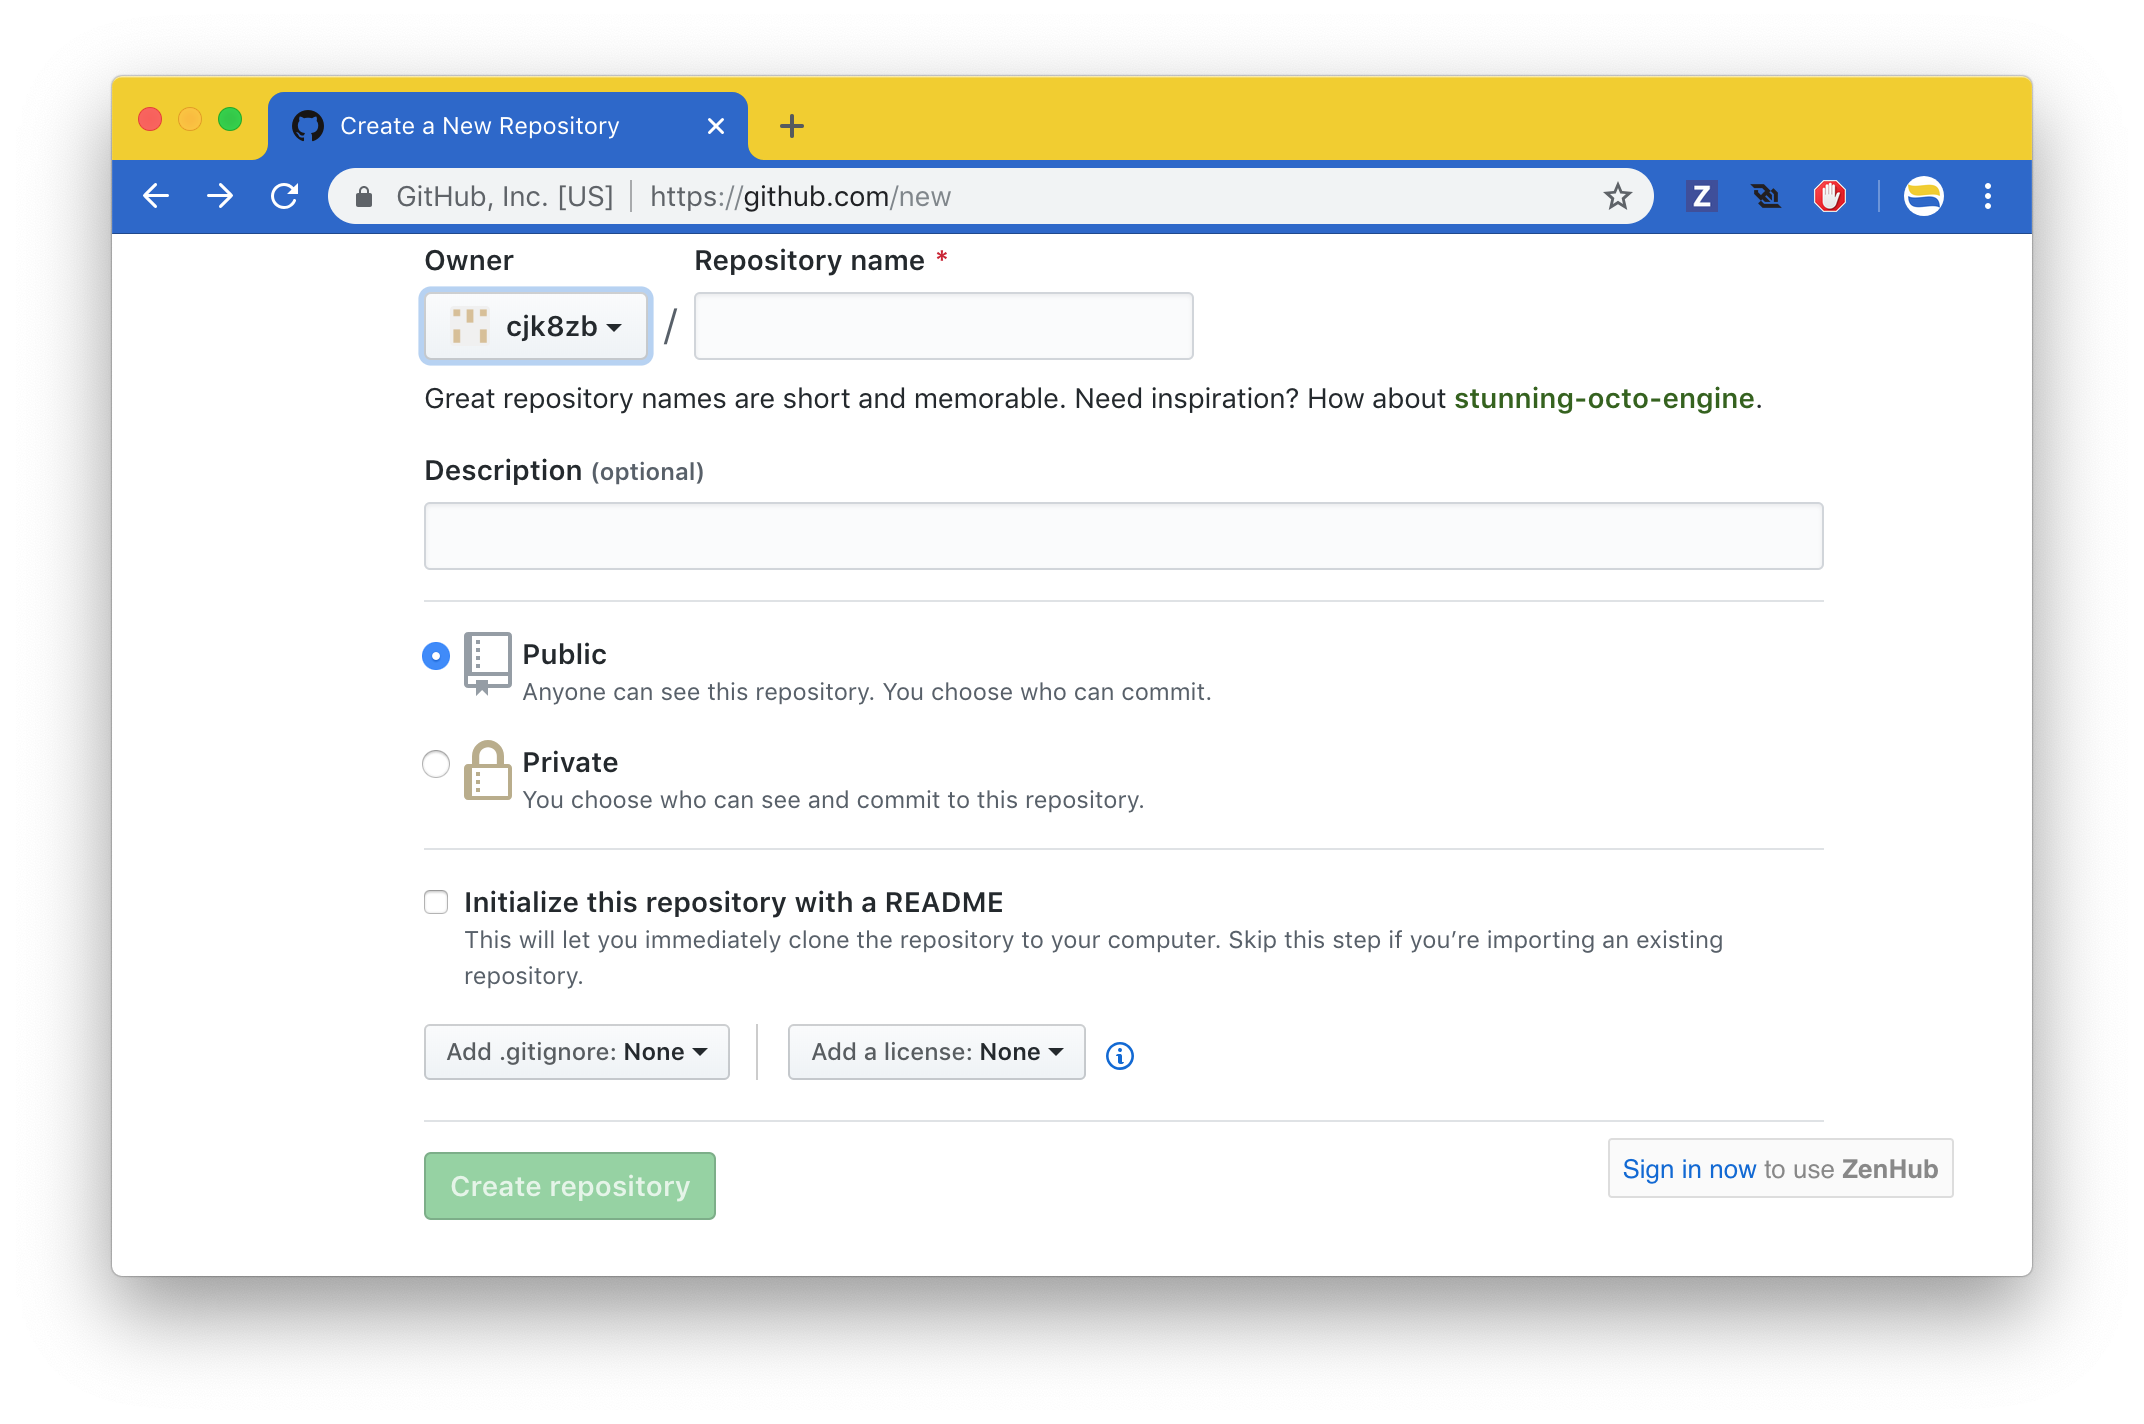 Create a New Repository
GitHub, Inc. [US] https://github.com/new
Z
Owner
Repository name *
cjk8zb /
Great repository names are short and memorable. Need inspiration? How about stunning-octo-engine.
Description (optional)
Public
Anyone can see this repository. You choose who can commit.
Private
You choose who can see and commit to this repository.
Initialize this repository with a README
This will let you immediately clone the repository to your computer. Skip this step if you’re importing an existing
repository.
Add .gitignore: None
Add a license: None
Create repository
Sign in now to use ZenHub